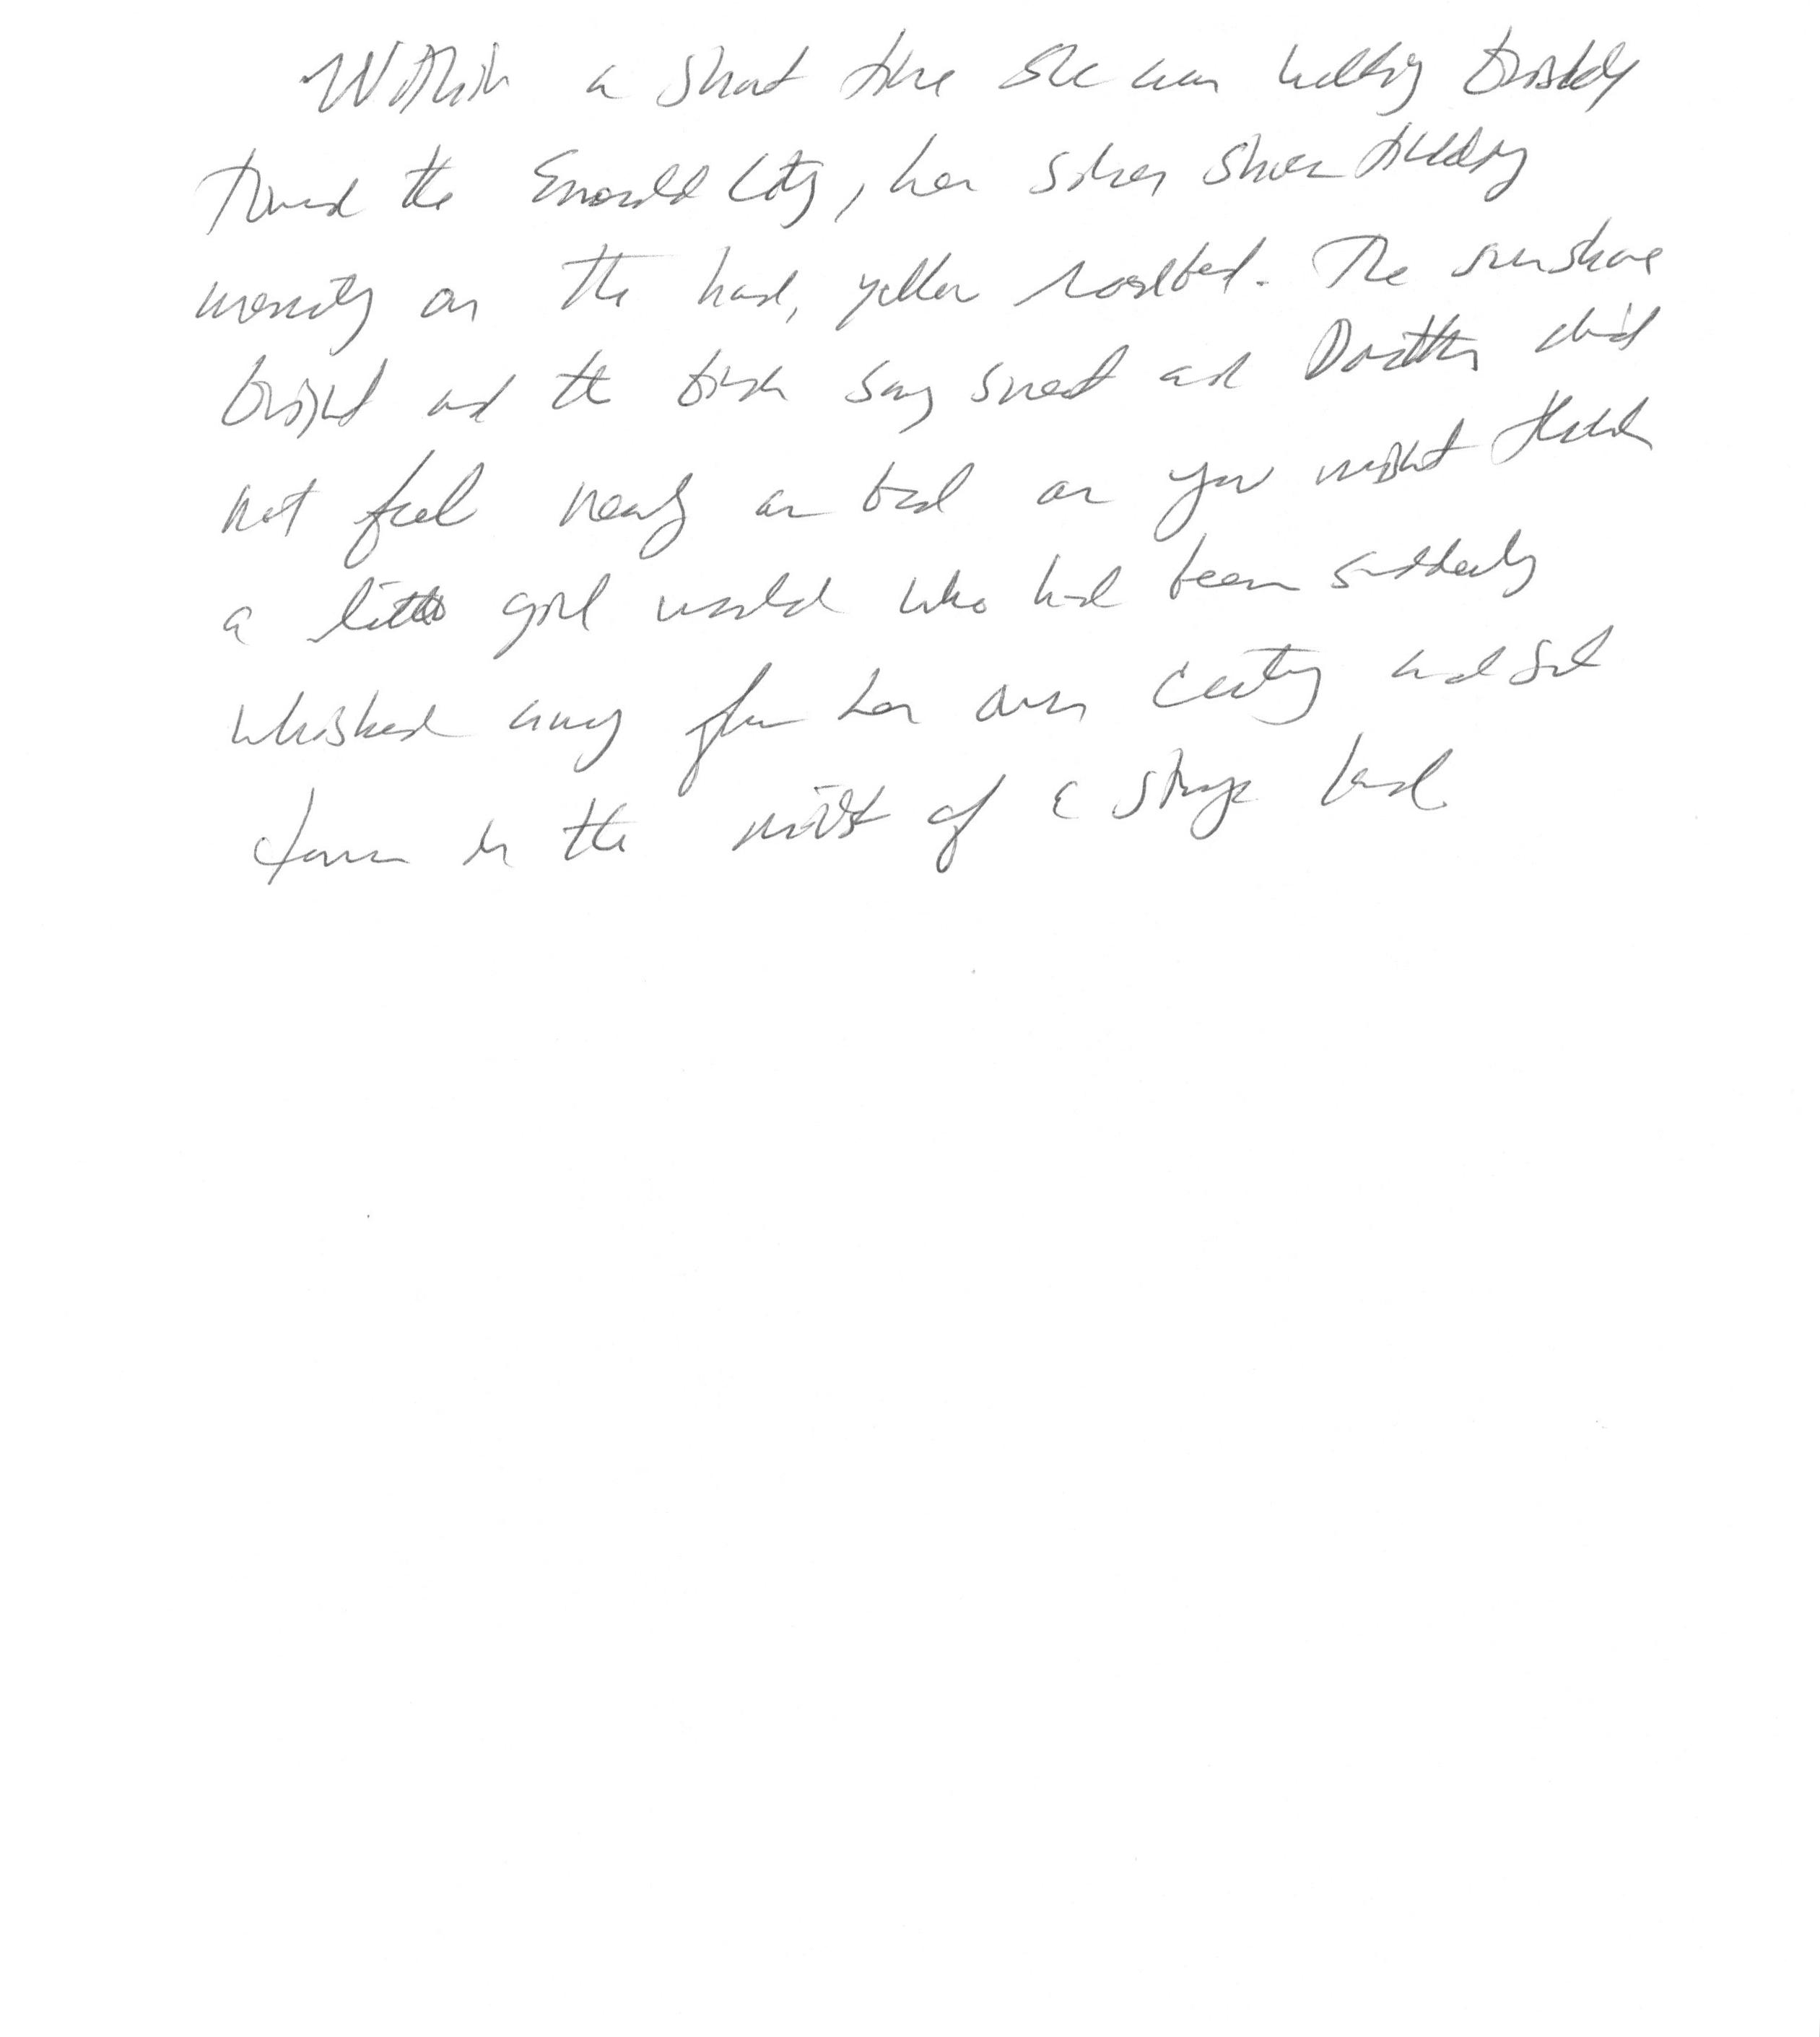 Within a short time she was walking briskly
toward the Emerald City, her silver shoes tinkling
merrily on the hard, yellow roadbed. The sun shone
bright and the birds sang sweet and Dorothy did
not feel nearly as bad as you might think
a little girl would who had been suddenly
whisked away from her own country and set
down in the midst of a strange land